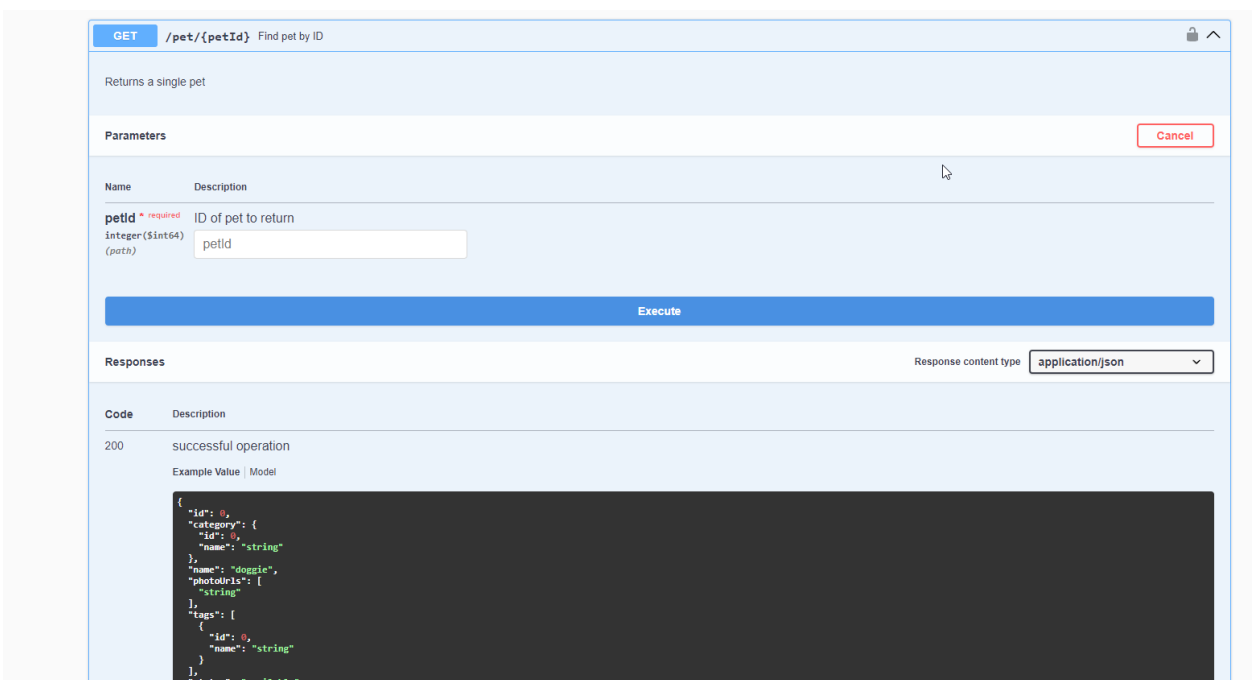 GET /pet/{petId} Find pet by ID
Returns a single pet
Parameters Cancel
Name Description
petId * required ID of pet to return
integer($int64)
petId
(path)
Execute
Responses Response content type application/json
Code Description
200 successful operation
Example Value Model
{
"id": 0,
"category": {
"id": 0,
"name": "string"
},
"name": "doggie",
"photoUrls": [
"string"
],
"tags": [
{
"id": 0,
"name": "string"
}
],